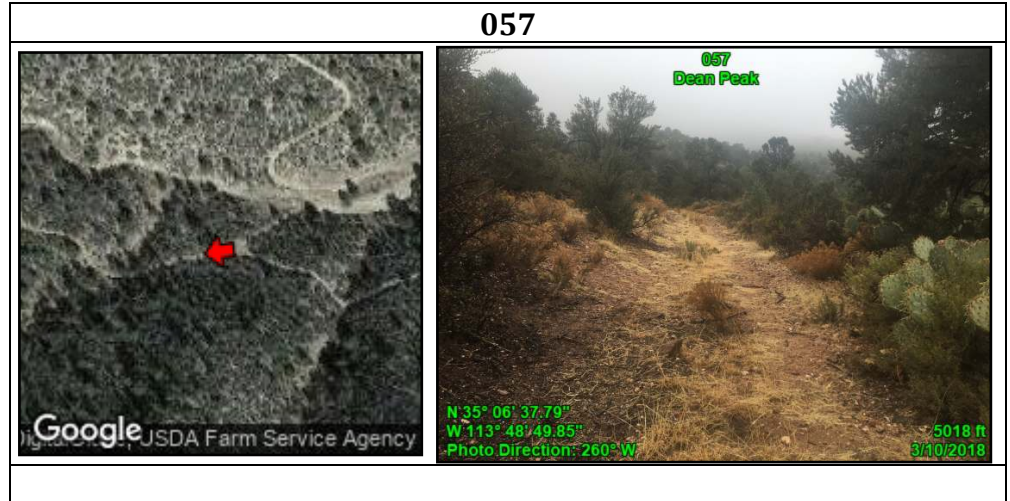 057
Google
USDA Farm Service Agency
057
Dean Peak
N 35° 06' 37.79"
W 113° 48' 49.85"
Photo Direction: 260° W
5018 ft
3/10/2018